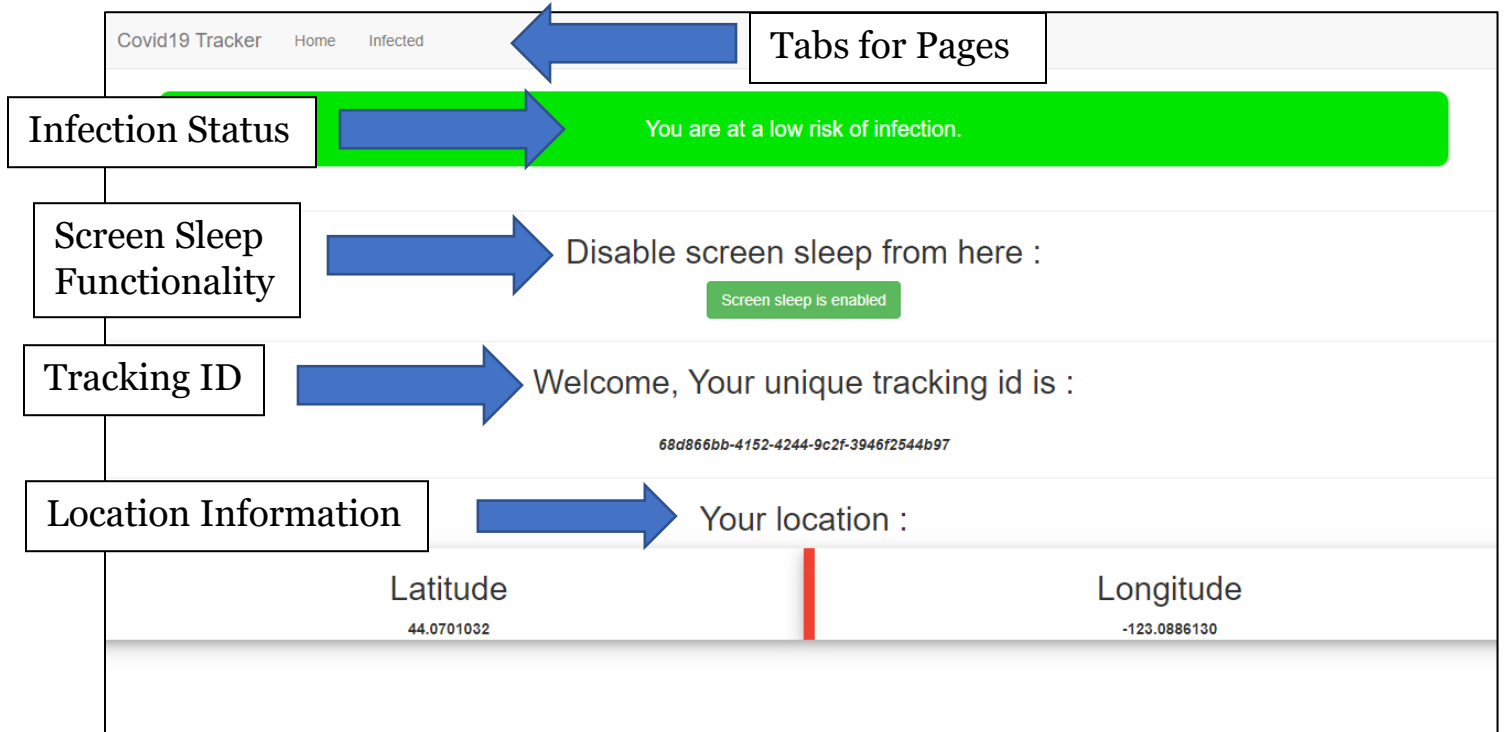 Covid19 Tracker Home Infected
Tabs for Pages
Infection Status
You are at a low risk of infection.
Screen Sleep
Functionality
Disable screen sleep from here :
Screen sleep is enabled
Tracking ID
Welcome, Your unique tracking id is :
68d866bb-4152-4244-9c2f-3946f2544b97
Location Information
Your location :
Latitude
44.0701032
Longitude
-123.0886130